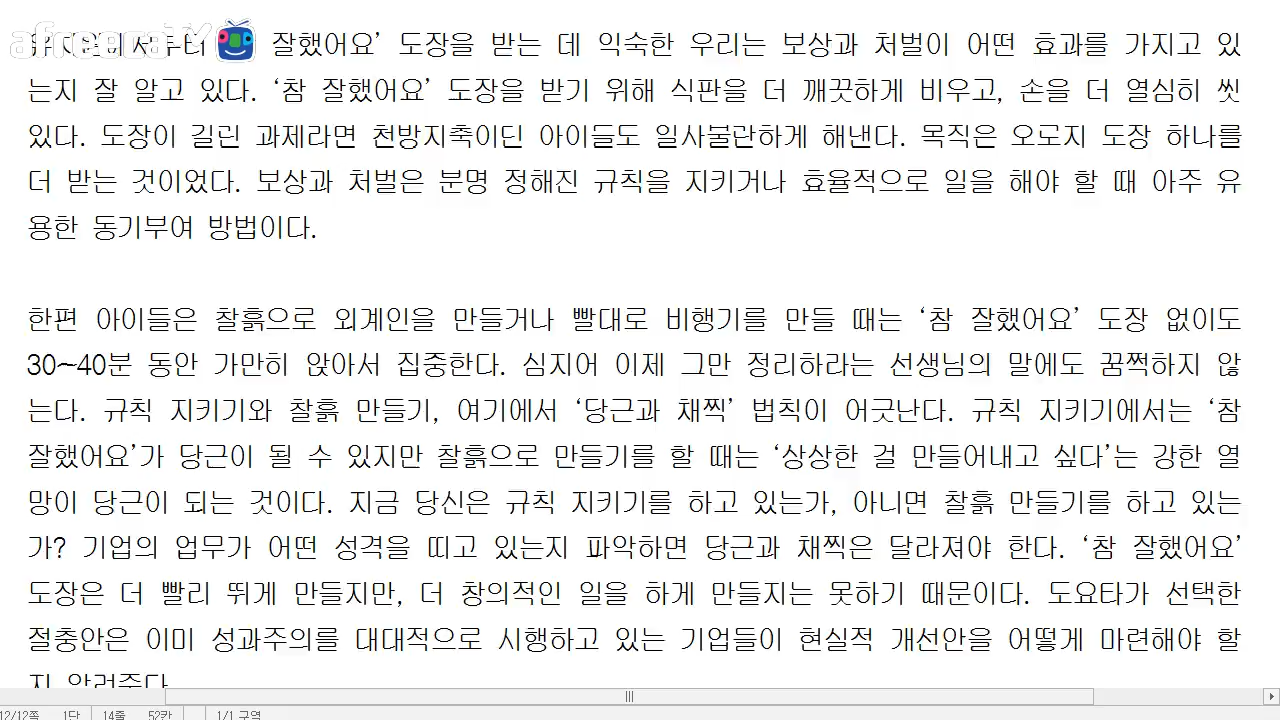 afreecaTV
잘했어요’ 도장을 받는 데 익숙한 우리는 보상과 처벌이 어떤 효과를 가지고 있
는지 잘 알고 있다. ‘참 잘했어요’ 도장을 받기 위해 식판을 더 깨끗하게 비우고, 손을 더 열심히 씻
있다. 도장이 걸린 과제라면 천방지축이던 아이들도 일사불란하게 해낸다. 목적은 오로지 도장 하나를
더 받는 것이었다. 보상과 처벌은 분명 정해진 규칙을 지키거나 효율적으로 일을 해야 할 때 아주 유
용한 동기부여 방법이다.
한편 아이들은 찰흙으로 외계인을 만들거나 빨대로 비행기를 만들 때는 ‘참 잘했어요’ 도장 없이도
30~40분 동안 가만히 앉아서 집중한다. 심지어 이제 그만 정리하라는 선생님의 말에도 꿈쩍하지 않
는다. 규칙 지키기와 찰흙 만들기, 여기에서 ‘당근과 채찍’ 법칙이 어긋난다. 규칙 지키기에서는 ‘참
잘했어요’가 당근이 될 수 있지만 찰흙으로 만들기를 할 때는 ‘상상한 걸 만들어내고 싶다’는 강한 열
망이 당근이 되는 것이다. 지금 당신은 규칙 지키기를 하고 있는가, 아니면 찰흙 만들기를 하고 있는
가? 기업의 업무가 어떤 성격을 띠고 있는지 파악하면 당근과 채찍은 달라져야 한다. ‘참 잘했어요’
도장은 더 빨리 뛰게 만들지만, 더 창의적인 일을 하게 만들지는 못하기 때문이다. 도요타가 선택한
절충안은 이미 성과주의를 대대적으로 시행하고 있는 기업들이 현실적 개선안을 어떻게 마련해야 할
지 알려준다
12/12쪽 1단 14줄 52칸 1/1 구역